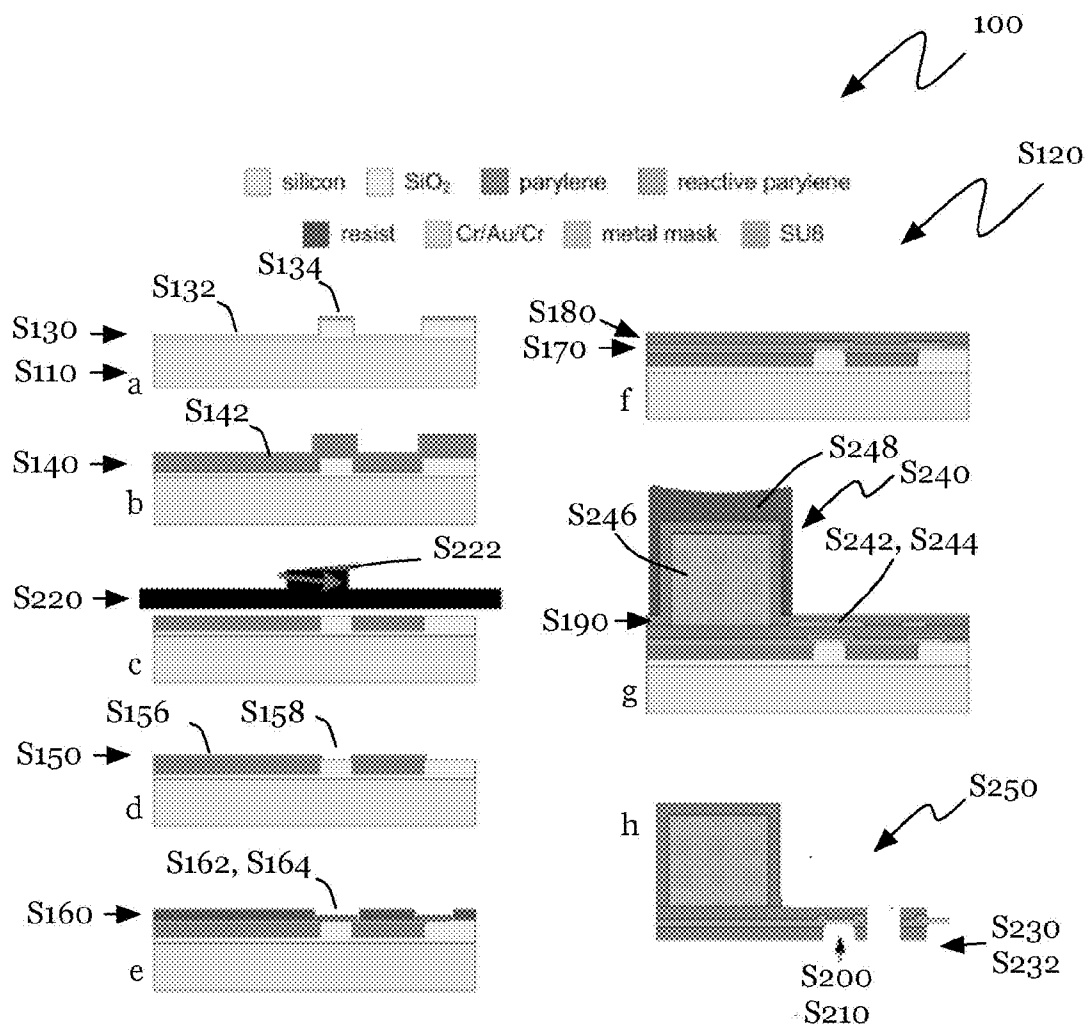 100
S120
silicon SiO₂ parylene reactive parylene
resist Cr/Au/Cr metal mask SU8
S134
S132
S130
S110
a
S142
S140
b
S222
S220
c
S156 S158
S150
d
S162, S164
S160
e
S180
S170
f
S248
S240
S246
S242, S244
S190
g
h
S250
S230
S232
S200
S210